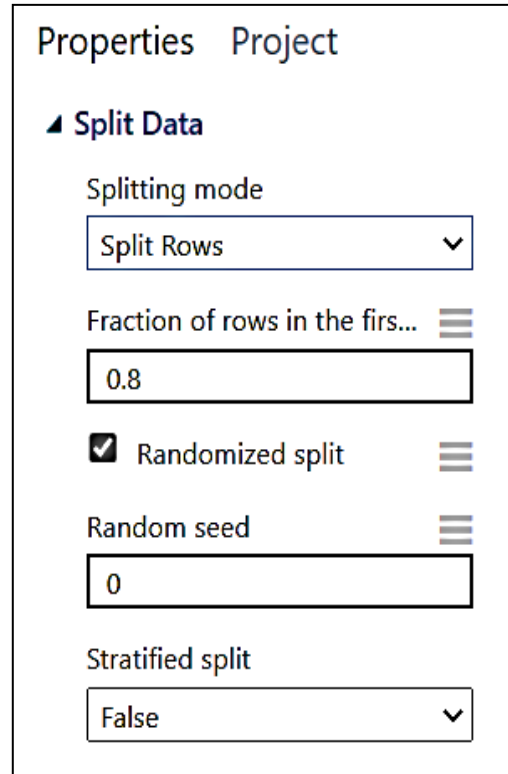 Properties Project
Split Data
Splitting mode
Split Rows
Fraction of rows in the firs...
0.8
Randomized split
Random seed
0
Stratified split
False